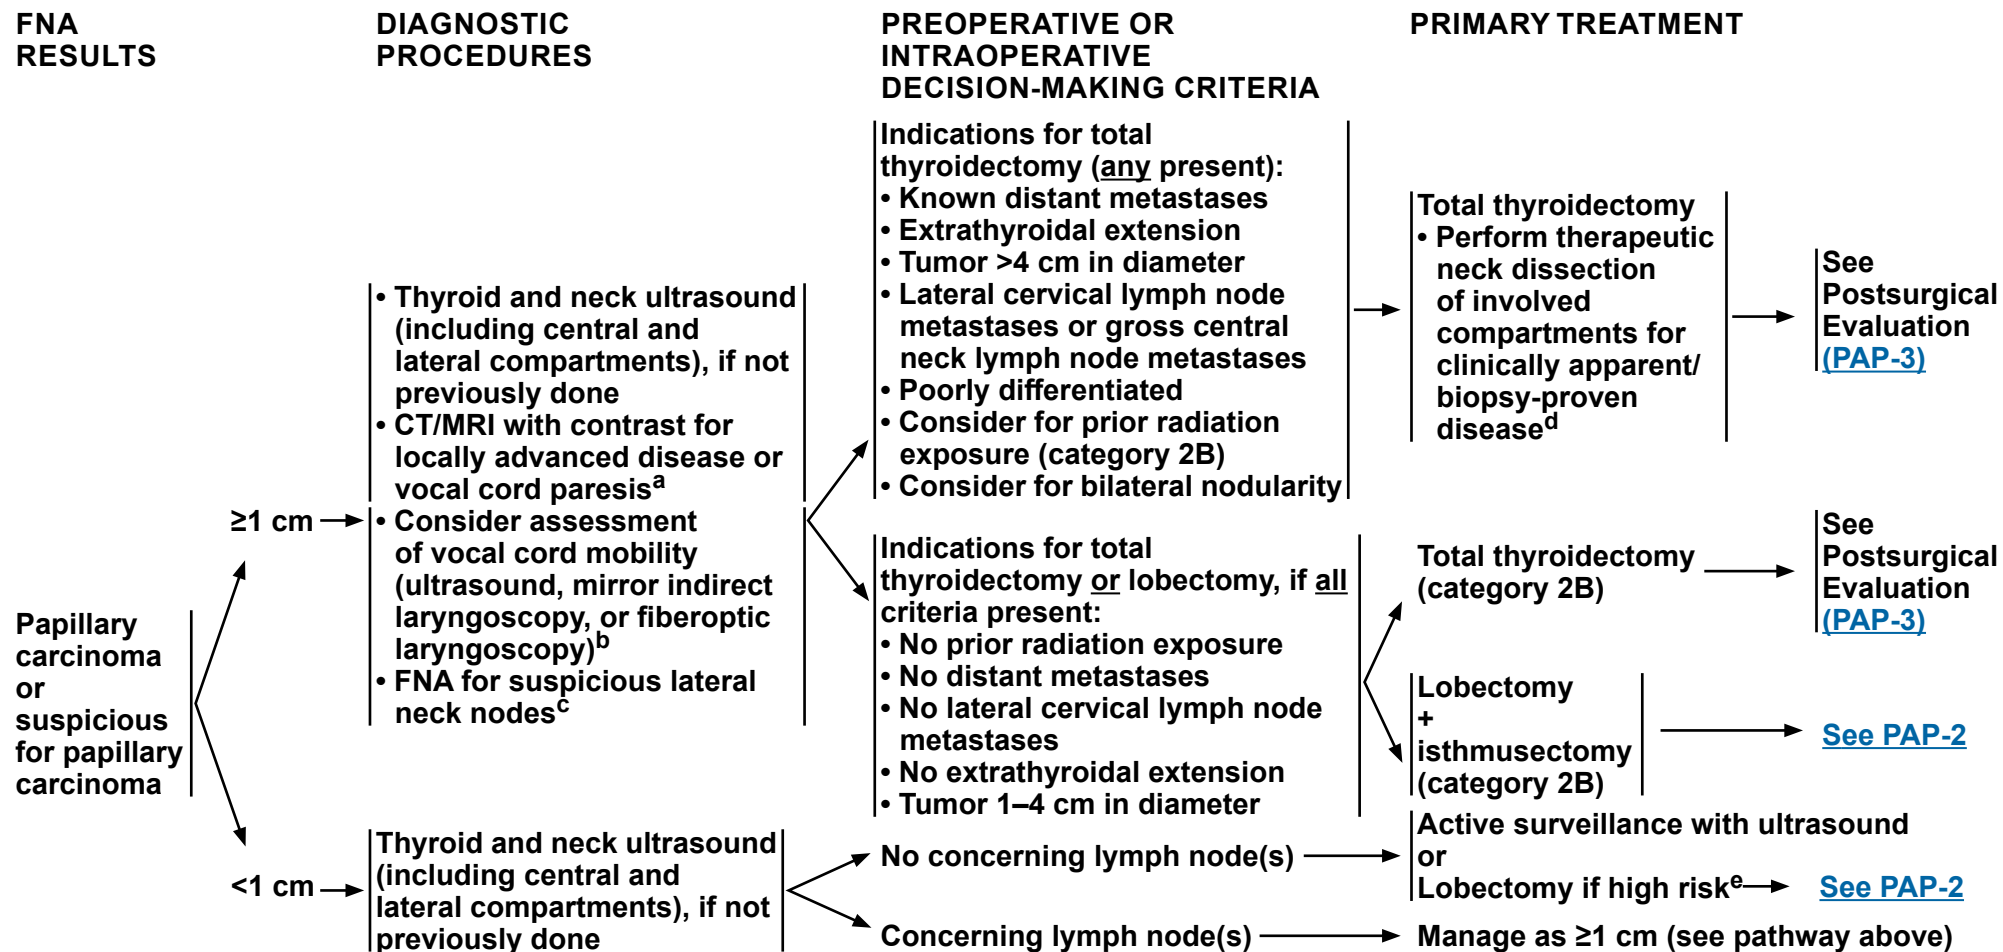 FNA
RESULTS
DIAGNOSTIC
PROCEDURES
PREOPERATIVE OR
INTRAOPERATIVE
DECISION-MAKING CRITERIA
PRIMARY TREATMENT
Papillary
carcinoma
or
suspicious
for papillary
carcinoma
≥1 cm
• Thyroid and neck ultrasound
(including central and
lateral compartments), if not
previously done
• CT/MRI with contrast for
locally advanced disease or
vocal cord paresisa
• Consider assessment
of vocal cord mobility
(ultrasound, mirror indirect
laryngoscopy, or fiberoptic
laryngoscopy)b
• FNA for suspicious lateral
neck nodesc
Indications for total
thyroidectomy (any present):
• Known distant metastases
• Extrathyroidal extension
• Tumor >4 cm in diameter
• Lateral cervical lymph node
metastases or gross central
neck lymph node metastases
• Poorly differentiated
• Consider for prior radiation
exposure (category 2B)
• Consider for bilateral nodularity
Total thyroidectomy
• Perform therapeutic
neck dissection
of involved
compartments for
clinically apparent/
biopsy-proven
diseased
See
Postsurgical
Evaluation
(PAP-3)
Indications for total
thyroidectomy or lobectomy, if all
criteria present:
• No prior radiation exposure
• No distant metastases
• No lateral cervical lymph node
metastases
• No extrathyroidal extension
• Tumor 1–4 cm in diameter
Total thyroidectomy
(category 2B)
See
Postsurgical
Evaluation
(PAP-3)
Lobectomy
+
isthmusectomy
(category 2B)
See PAP-2
<1 cm
Thyroid and neck ultrasound
(including central and
lateral compartments), if not
previously done
No concerning lymph node(s)
Active surveillance with ultrasound
or
Lobectomy if high riske
See PAP-2
Concerning lymph node(s)
Manage as ≥1 cm (see pathway above)